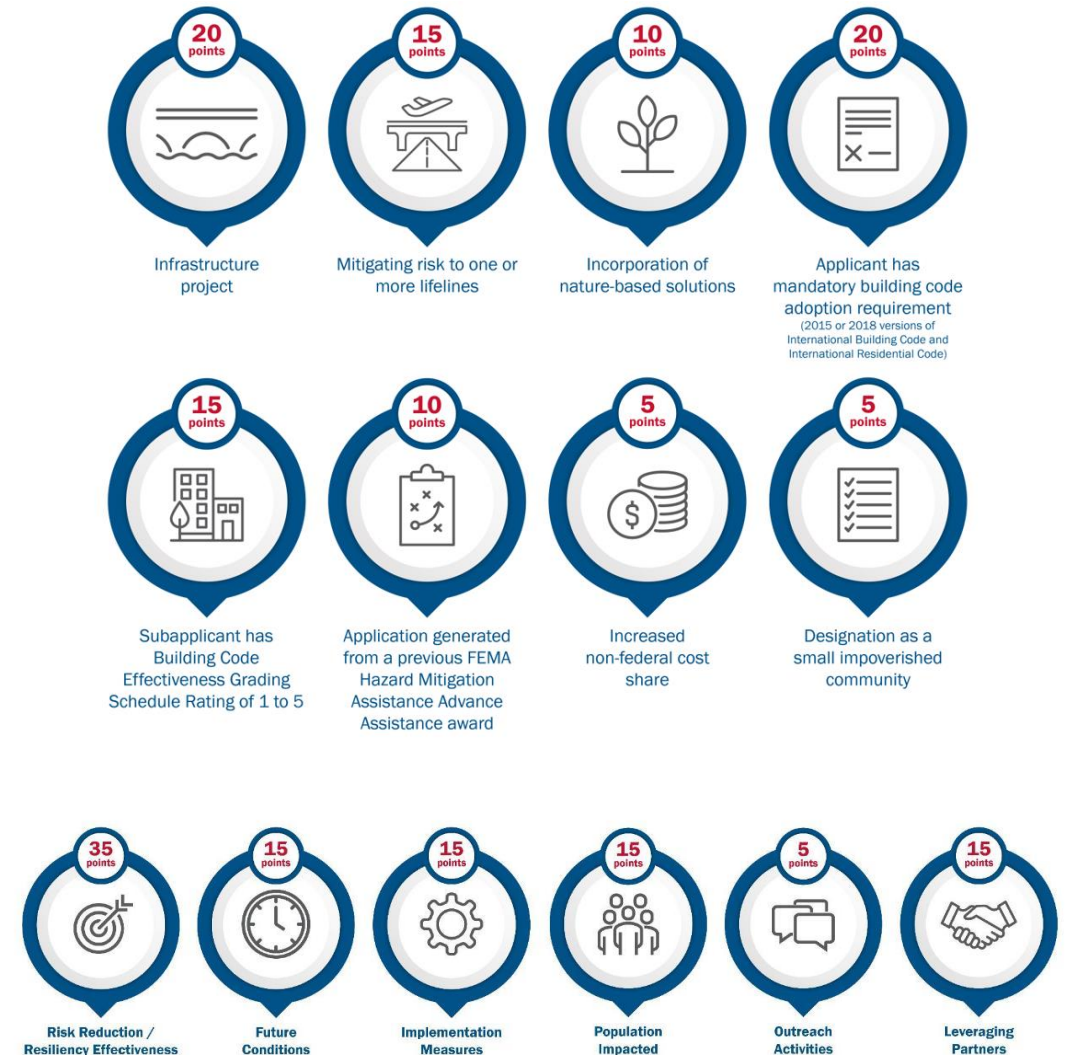 20
points
15
points
10
points
20
points
Infrastructure
project
Mitigating risk to one or
more lifelines
Incorporation of
nature-based solutions
Applicant has
mandatory building code
adoption requirement
(2015 or 2018 versions of
International Building Code and
International Residential Code)
15
points
10
points
5
points
5
points
Subapplicant has
Building Code
Effectiveness Grading
Schedule Rating of 1 to 5
Application generated
from a previous FEMA
Hazard Mitigation
Assistance Advance
Assistance award
Increased
non-federal cost
share
Designation as a
small impoverished
community
35
points
15
points
15
points
15
points
5
points
15
points
Risk Reduction /
Resiliency Effectiveness
Future
Conditions
Implementation
Measures
Population
Impacted
Outreach
Activities
Leveraging
Partners